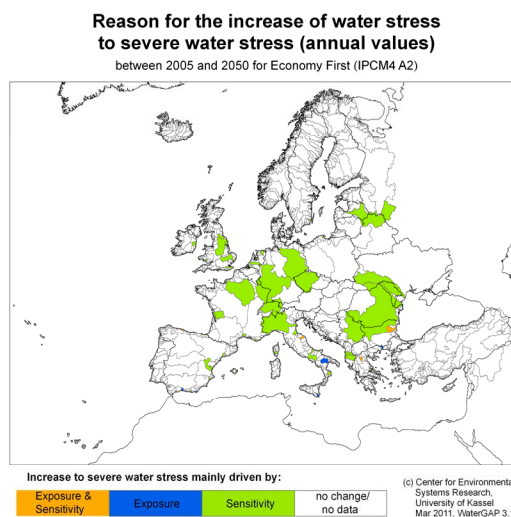 Reason for the increase of water stress
to severe water stress (annual values)
between 2005 and 2050 for Economy First (IPCM4 A2)
Increase to severe water stress mainly driven by:
Exposure &
Sensitivity
Exposure
Sensitivity
no change/
no data
(c) Center for Environmenta
Systems Research,
University of Kassel
Mar 2011, WaterGAP 3.